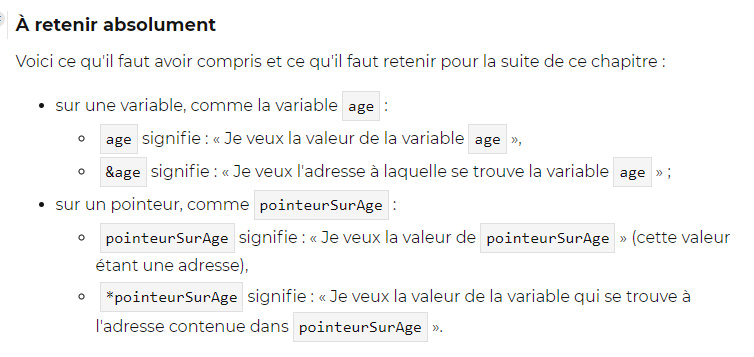 À retenir absolument
Voici ce qu'il faut avoir compris et ce qu'il faut retenir pour la suite de ce chapitre :
• sur une variable, comme la variable age :
◦ age signifie : « Je veux la valeur de la variable age »,
◦ &age signifie : « Je veux l'adresse à laquelle se trouve la variable age » ;
• sur un pointeur, comme pointeurSurAge :
◦ pointeurSurAge signifie : « Je veux la valeur de pointeurSurAge » (cette valeur
étant une adresse),
◦ *pointeurSurAge signifie : « Je veux la valeur de la variable qui se trouve à
l'adresse contenue dans pointeurSurAge ».